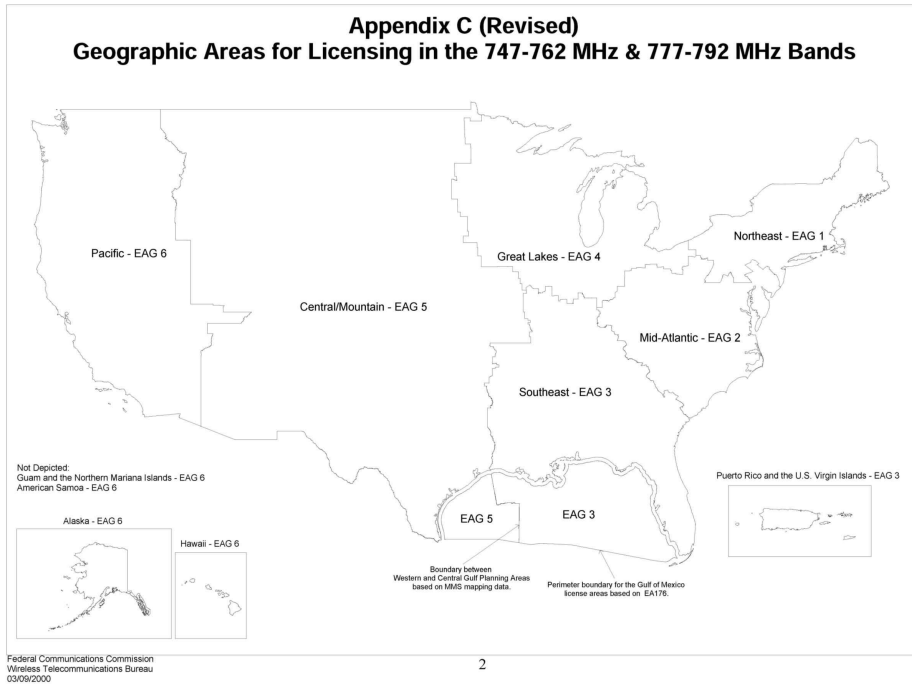 Appendix C (Revised)
Geographic Areas for Licensing in the 747-762 MHz & 777-792 MHz Bands
Pacific - EAG 6
Central/Mountain - EAG 5
Great Lakes - EAG 4
Northeast - EAG 1
Mid-Atlantic - EAG 2
Southeast - EAG 3
Not Depicted:
Guam and the Northern Mariana Islands - EAG 6
American Samoa - EAG 6
Alaska - EAG 6
Hawaii - EAG 6
EAG 5
EAG 3
Puerto Rico and the U.S. Virgin Islands - EAG 3
Boundary between
Western and Central Gulf Planning Areas
based on MMS mapping data.
Perimeter boundary for the Gulf of Mexico
license areas based on EA176.
Federal Communications Commission
Wireless Telecommunications Bureau
03/09/2000
2